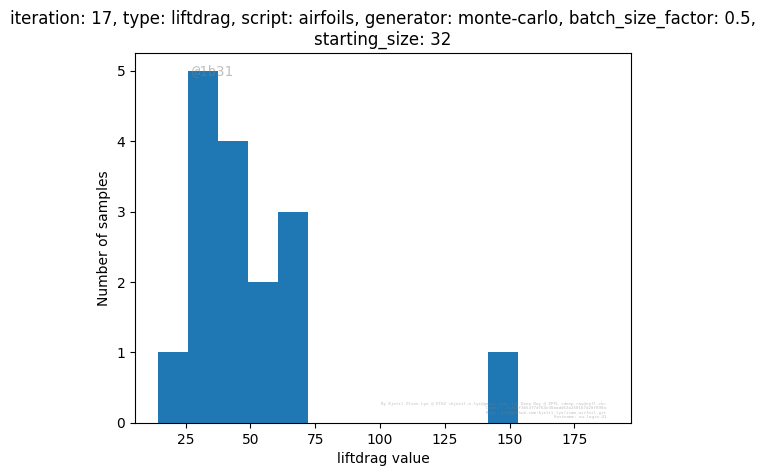 iteration: 17, type: liftdrag, script: airfoils, generator: monte-carlo, batch_size_factor: 0.5,
starting_size: 32
5
4
3
2
1
0
Number of samples
25 50 75 100 125 150 175
liftdrag value